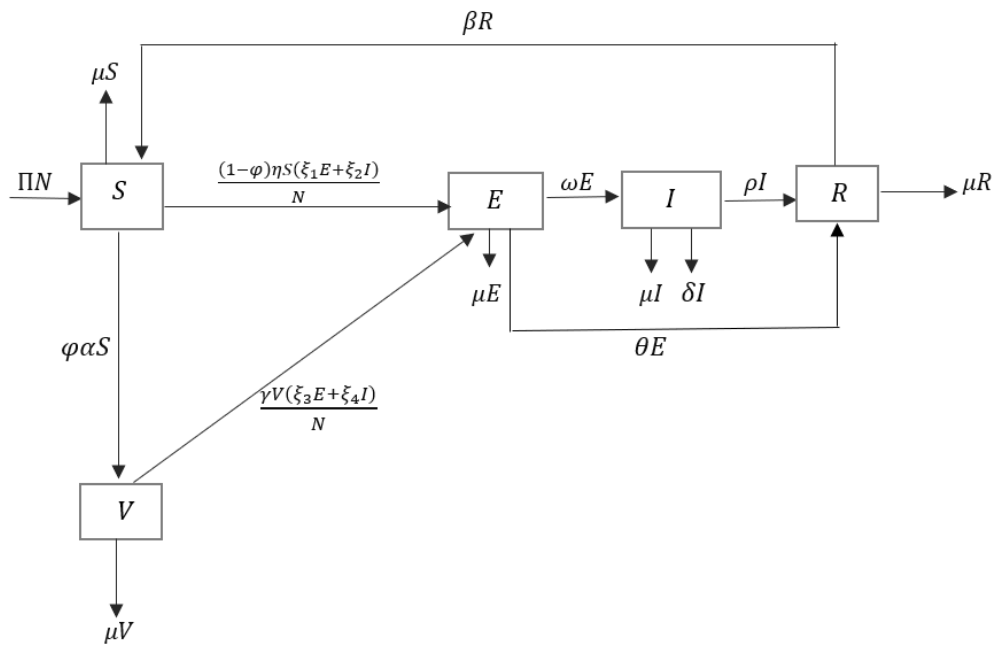 βR
μS
ΠN
S
(1−φ)ηS(ξ₁E+ξ₂I)
N
E
ωE
I
ρI
R
μR
μE
μI
δI
θE
φαS
γV(ξ₃E+ξ₄I)
N
V
μV